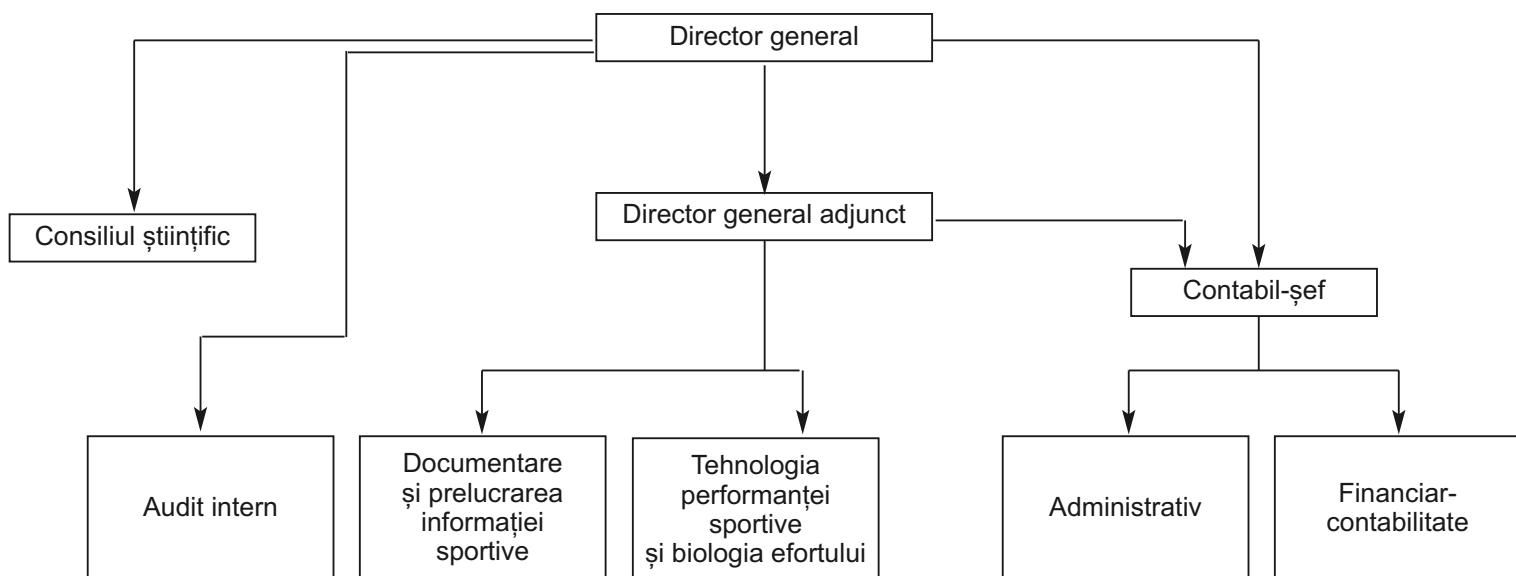 Director general
Director general adjunct
Consiliul științific
Contabil-șef
Audit intern
Documentare
și prelucrarea
informației
sportive
Tehnologia
performanței
sportive
și biologia efortului
Administrativ
Financiar-
contabilitate